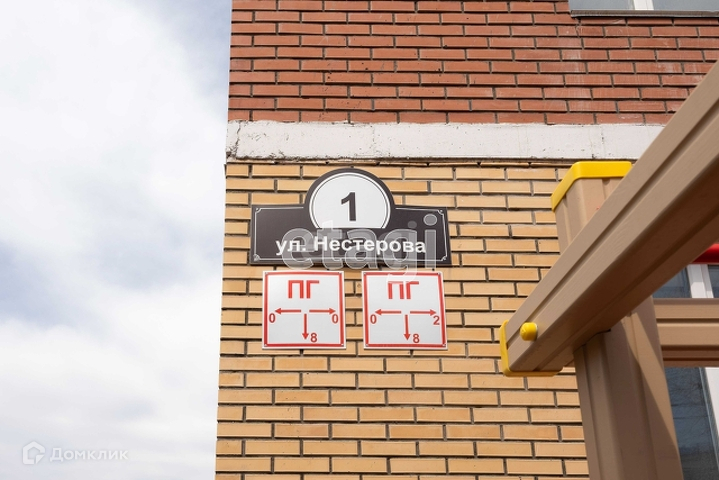 1
ул. Нестерова
etagi
ПГ
0 0
8
ПГ
0 2
8
Домклик